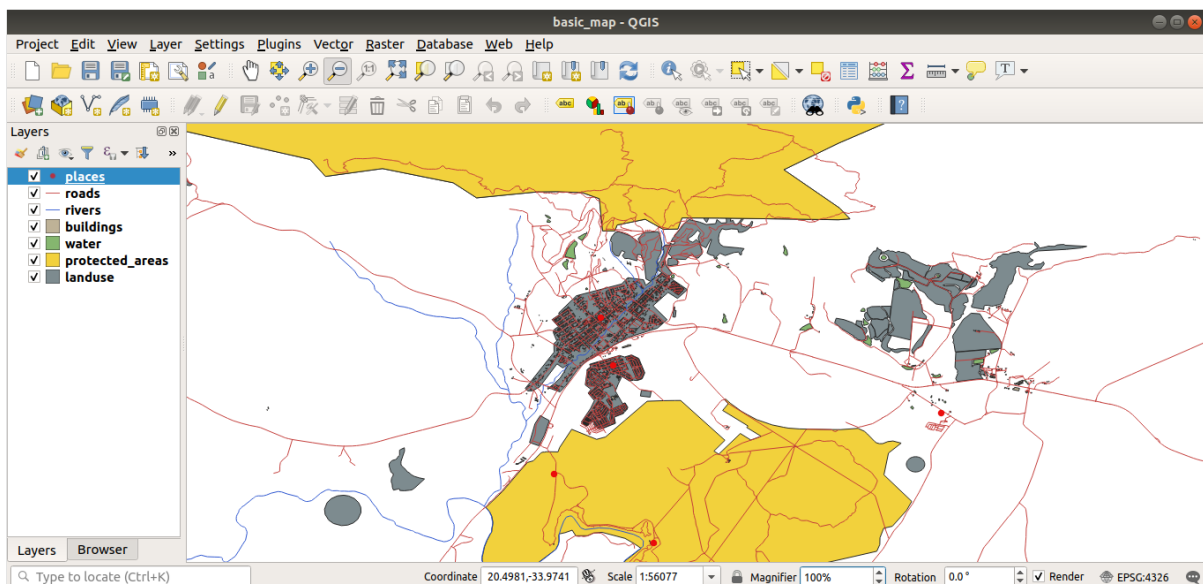 basic_map - QGIS
Project Edit View Layer Settings Plugins Vector Raster Database Web Help
Layers
places
roads
rivers
buildings
water
protected_areas
landuse
Layers Browser
Type to locate (Ctrl+K) Coordinate 20.4981,-33.9741 Scale 1:56077 Magnifier 100% Rotation 0.0° Render EPSG:4326